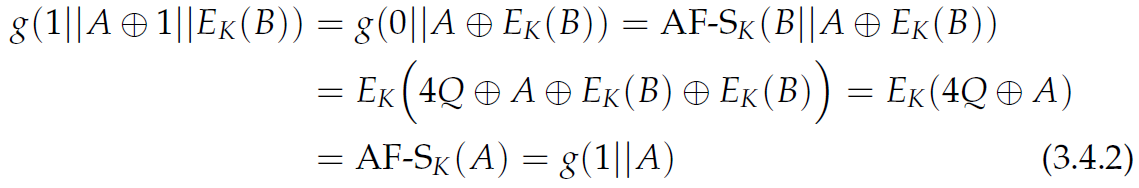 g(1||A ⊕ 1||E_K(B)) = g(0||A ⊕ E_K(B)) = AF-S_K(B||A ⊕ E_K(B))
= E_K(4Q ⊕ A ⊕ E_K(B) ⊕ E_K(B)) = E_K(4Q ⊕ A)
= AF-S_K(A) = g(1||A) (3.4.2)